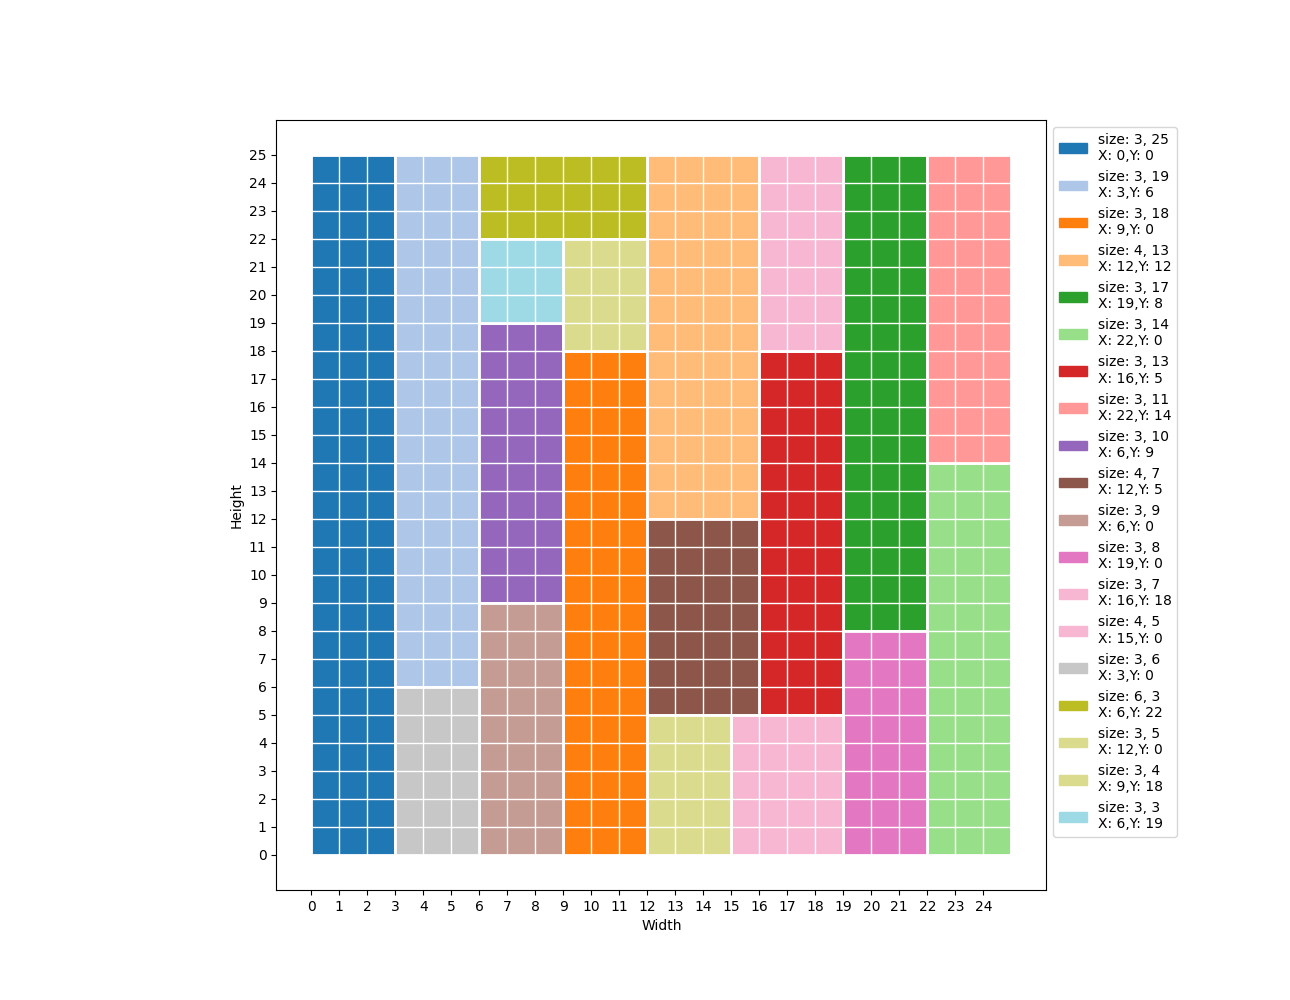 25
24
23
22
21
20
19
18
17
16
15
14
13
12
11
10
9
8
7
6
5
4
3
2
1
0
Height
0 1 2 3 4 5 6 7 8 9 10 11 12 13 14 15 16 17 18 19 20 21 22 23 24
Width
size: 3, 25
X: 0,Y: 0
size: 3, 19
X: 3,Y: 6
size: 3, 18
X: 9,Y: 0
size: 4, 13
X: 12,Y: 12
size: 3, 17
X: 19,Y: 8
size: 3, 14
X: 22,Y: 0
size: 3, 13
X: 16,Y: 5
size: 3, 11
X: 22,Y: 14
size: 3, 10
X: 6,Y: 9
size: 4, 7
X: 12,Y: 5
size: 3, 9
X: 6,Y: 0
size: 3, 8
X: 19,Y: 0
size: 3, 7
X: 16,Y: 18
size: 4, 5
X: 15,Y: 0
size: 3, 6
X: 3,Y: 0
size: 6, 3
X: 6,Y: 22
size: 3, 5
X: 12,Y: 0
size: 3, 4
X: 9,Y: 18
size: 3, 3
X: 6,Y: 19